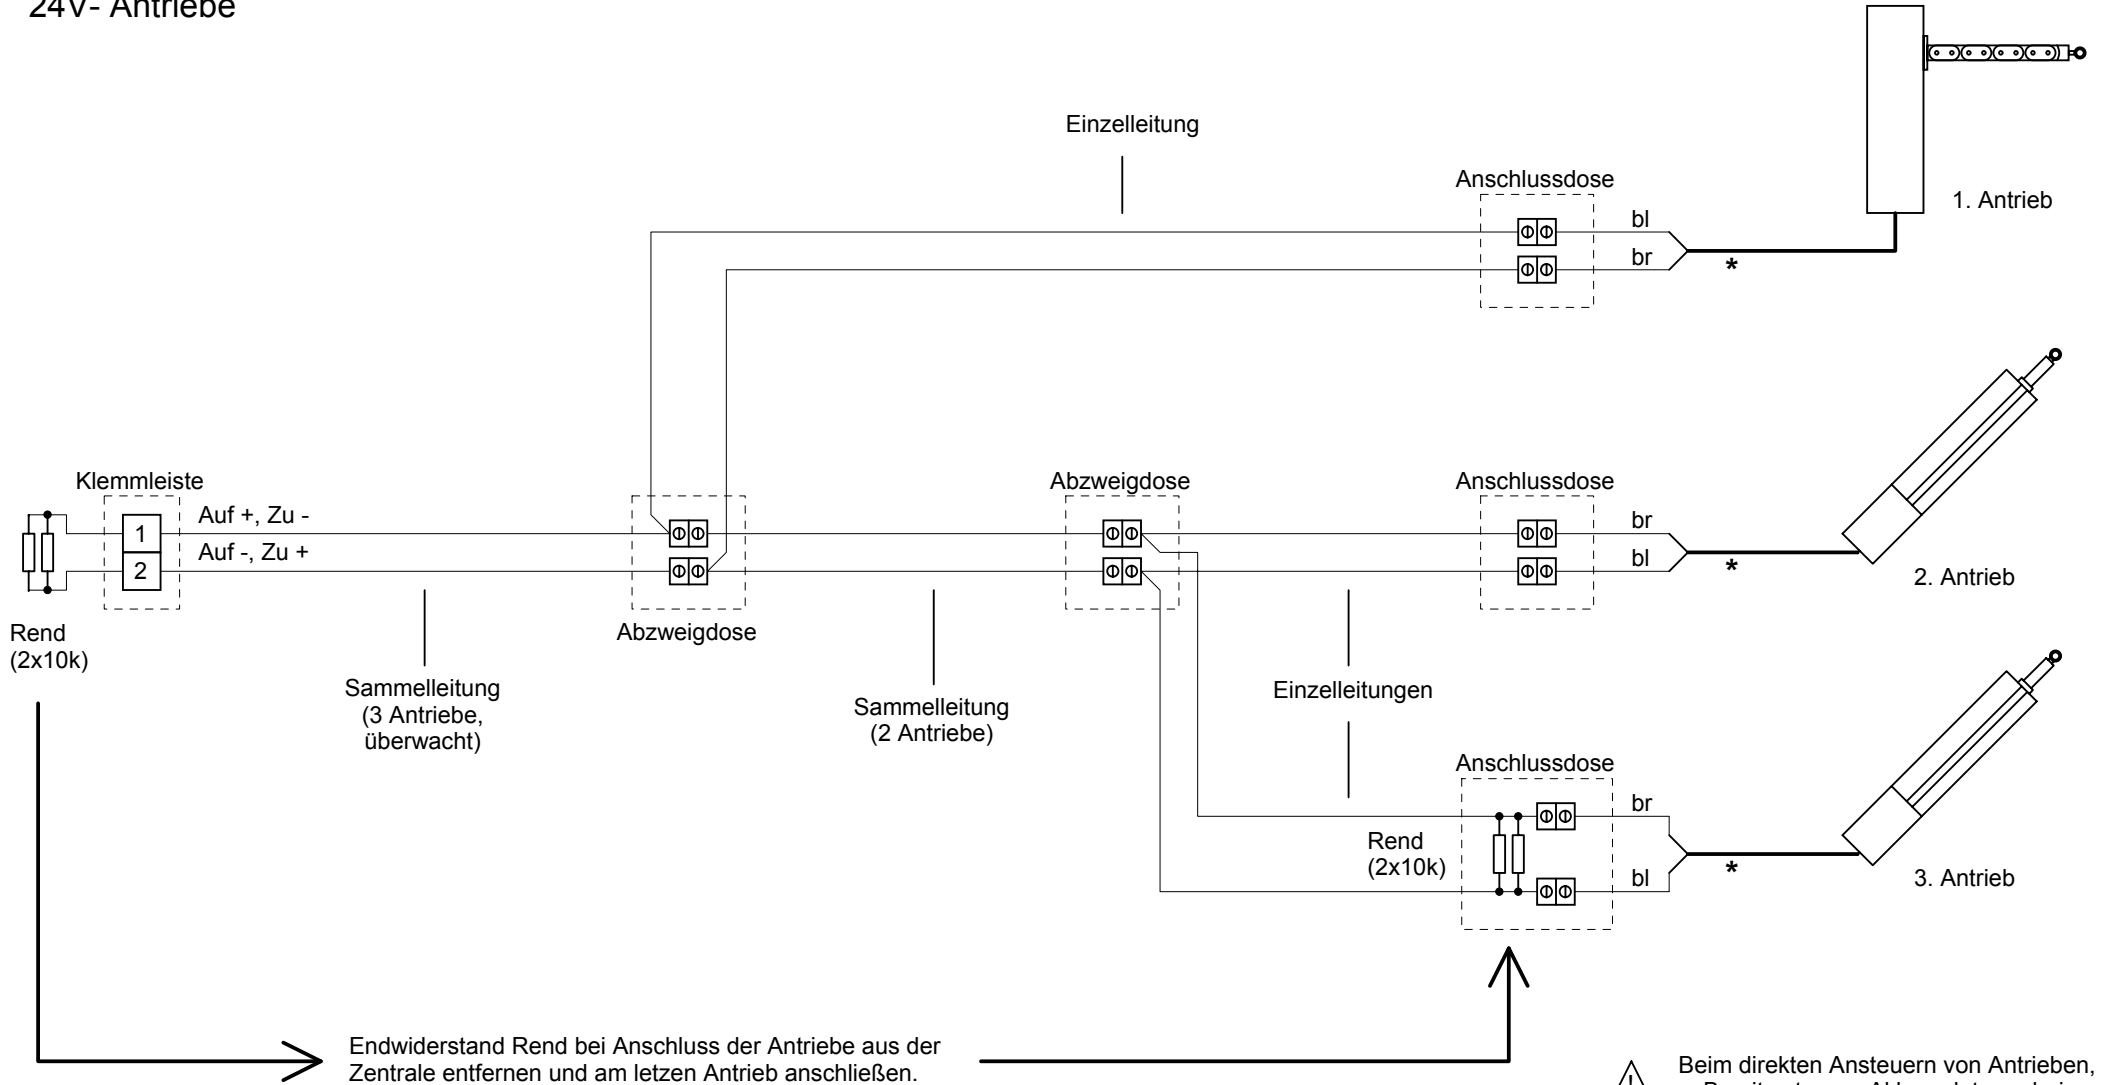 24V- Antriebe
Einzelleitung
Anschlussdose
bl
br
*
1. Antrieb
Klemmleiste
Auf +, Zu -
1
Auf -, Zu +
2
Rend
(2x10k)
Abzweigdose
Abzweigdose
Anschlussdose
br
bl
*
2. Antrieb
Sammelleitung
(3 Antriebe,
überwacht)
Sammelleitung
(2 Antriebe)
Einzelleitungen
Anschlussdose
Rend
(2x10k)
br
bl
*
3. Antrieb
Endwiderstand Rend bei Anschluss der Antriebe aus der
Zentrale entfernen und am letzen Antrieb anschließen.
Beim direkten Ansteuern von Antrieben,